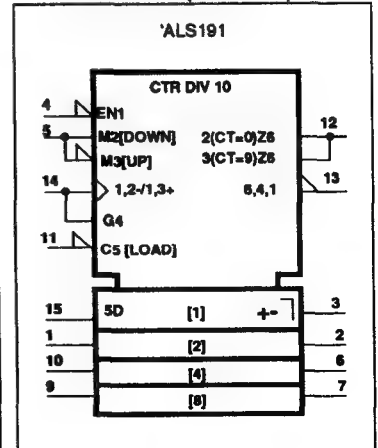 'ALS191
CTR DIV 10
4 EN1
5 M2[DOWN] 2(CT=0)Z6 12
M3[UP] 3(CT=9)Z6
14 1,2-/1,3+ 6,4,1 13
G4
11 C5 [LOAD]
15 5D [1] +- 3
1 [2] 2
10 [4] 6
9 [8] 7